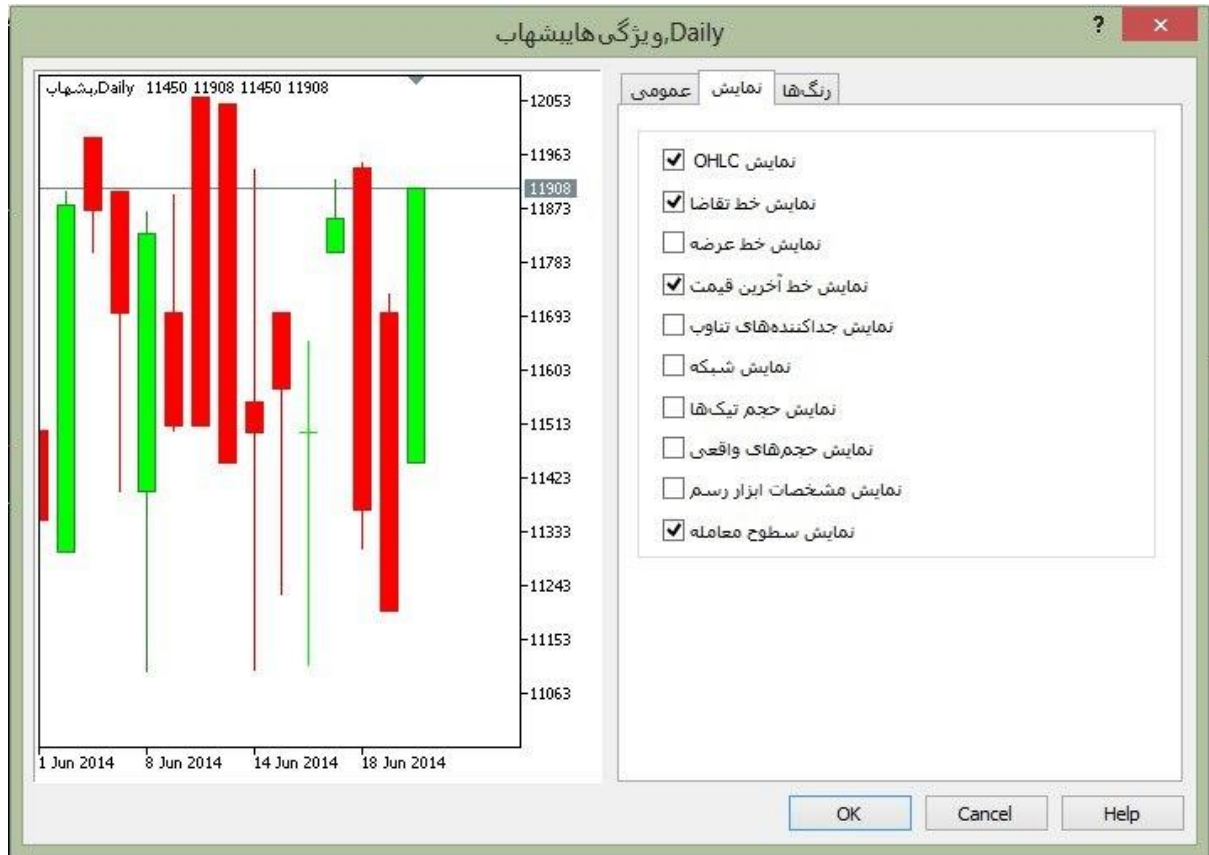 ویژگی هایبشهاب,Daily
?
بشهاب,Daily 11450 11908 11450 11908
12053
11963
11908
11873
11783
11693
11603
11513
11423
11333
11243
11153
11063
1 Jun 2014 8 Jun 2014 14 Jun 2014 18 Jun 2014
عمومی نمایش رنگ‌ها
نمایش OHLC
نمایش خط تقاضا
نمایش خط عرضه
نمایش خط آخرین قیمت
نمایش جداکننده‌های تناوب
نمایش شبکه
نمایش حجم تیک‌ها
نمایش حجم‌های واقعی
نمایش مشخصات ابزار رسم
نمایش سطوح معامله
OK Cancel Help